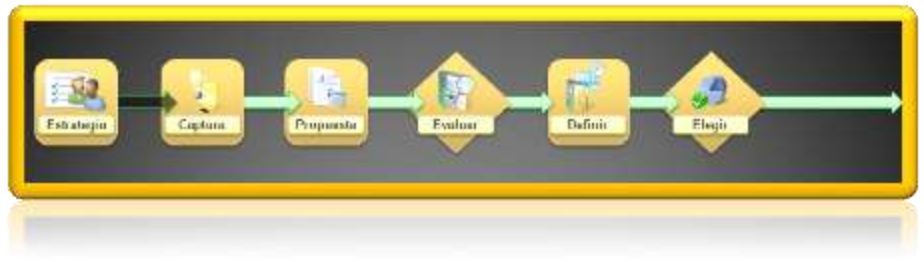 Estrategia
Captura
Propuesta
Evaluar
Definir
Elegir